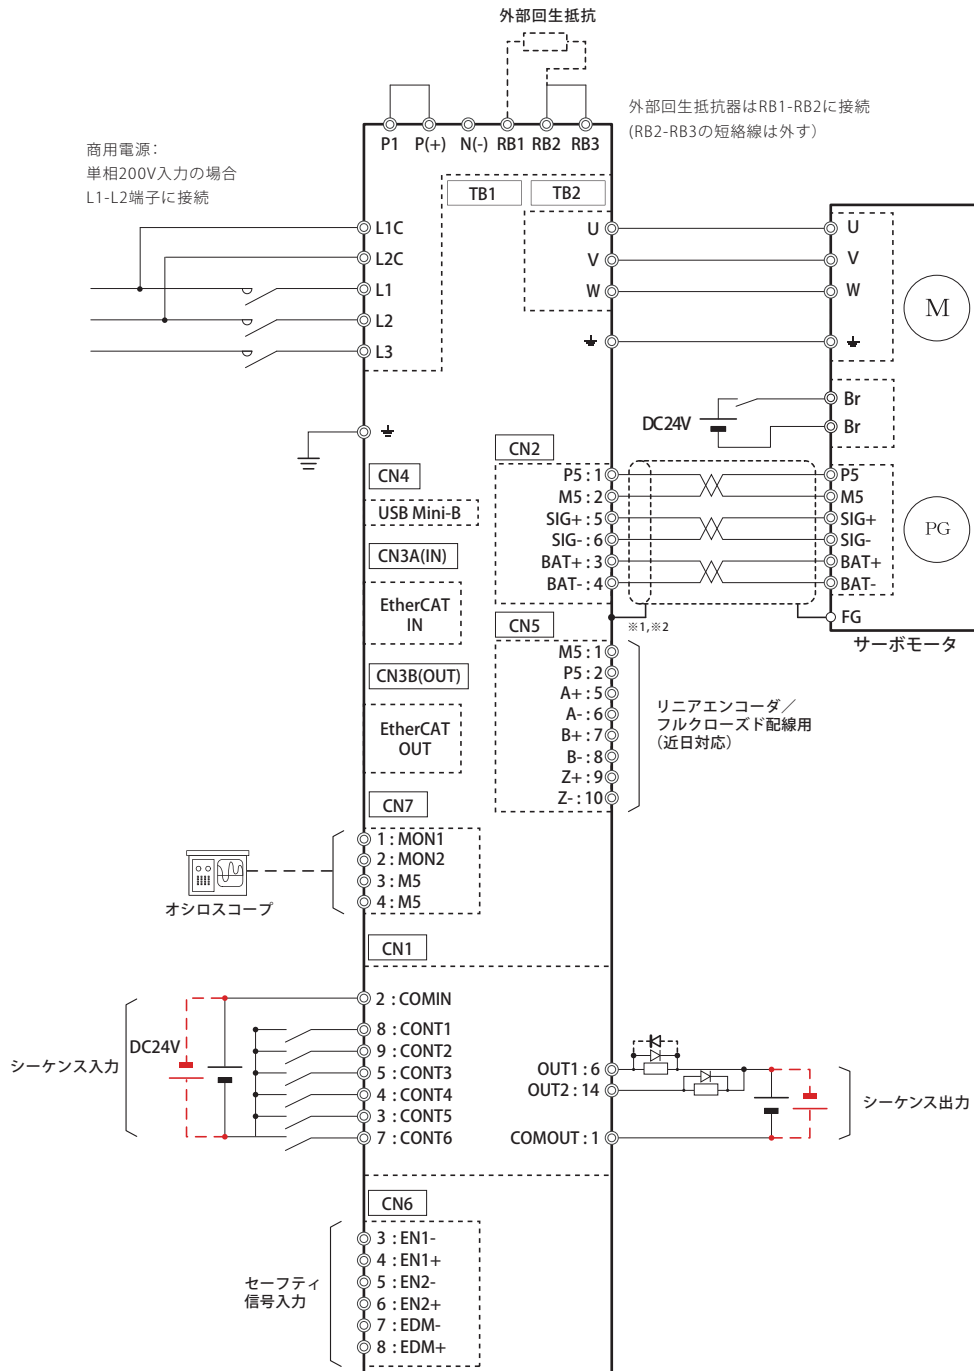 外部回生抵抗
外部回生抵抗器はRB1-RB2に接続
(RB2-RB3の短絡線は外す）
P1 P(+) N(-) RB1 RB2 RB3
商用電源：
単相200V入力の場合
L1-L2端子に接続
TB1
TB2
L1C
L2C
L1
L2
L3
U
V
W
U
V
W
M
DC24V
Br
Br
CN2
P5 : 1
M5 : 2
SIG+ : 5
SIG- : 6
BAT+ : 3
BAT- : 4
P5
M5
SIG+
SIG-
BAT+
BAT-
PG
FG
※1,※2
サーボモータ
CN4
USB Mini-B
CN3A(IN)
EtherCAT
IN
CN3B(OUT)
EtherCAT
OUT
CN5
M5 : 1
P5 : 2
A+ : 5
A- : 6
B+ : 7
B- : 8
Z+ : 9
Z- : 10
リニアエンコーダ／
フルクローズド配線用
（近日対応）
CN7
1 : MON1
2 : MON2
3 : M5
4 : M5
オシロスコープ
CN1
2 : COMIN
8 : CONT1
9 : CONT2
5 : CONT3
4 : CONT4
3 : CONT5
7 : CONT6
DC24V
シーケンス入力
OUT1 : 6
OUT2 : 14
COMOUT : 1
シーケンス出力
CN6
3 : EN1-
4 : EN1+
5 : EN2-
6 : EN2+
7 : EDM-
8 : EDM+
セーフティ
信号入力